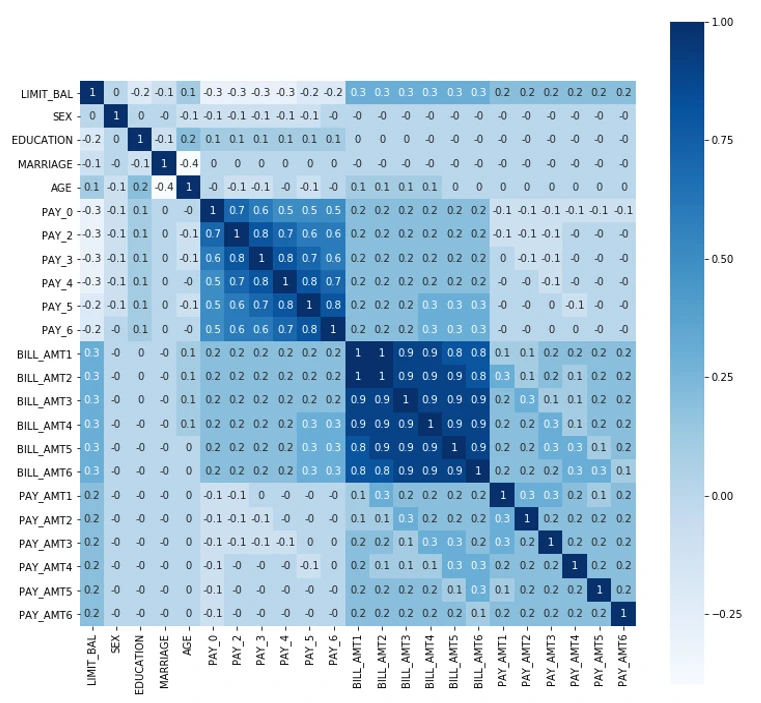 1.00
LIMIT_BAL 1 0 -0.2 -0.1 0.1 -0.3 -0.3 -0.3 -0.3 -0.2 -0.2 0.3 0.3 0.3 0.3 0.3 0.3 0.2 0.2 0.2 0.2 0.2 0.2
SEX 0 1 0 -0 -0.1 -0.1 -0.1 -0.1 -0.1 -0.1 -0 -0 -0 -0 -0 -0 -0 -0 -0 -0 -0 -0 -0
EDUCATION -0.2 0 1 -0.1 0.2 0.1 0.1 0.1 0.1 0.1 0.1 0 0 0 -0 -0 -0 -0 -0 -0 -0 -0 -0
0.75
MARRIAGE -0.1 -0 -0.1 1 -0.4 0 0 0 0 0 0 -0 -0 -0 -0 -0 -0 -0 -0 -0 -0 -0 -0
AGE 0.1 -0.1 0.2 -0.4 1 -0 -0.1 -0.1 -0 -0.1 -0 0.1 0.1 0.1 0.1 0 0 0 0 0 0 0 0
PAY_0 -0.3 -0.1 0.1 0 -0 1 0.7 0.6 0.5 0.5 0.5 0.2 0.2 0.2 0.2 0.2 0.2 -0.1 -0.1 -0.1 -0.1 -0.1 -0.1
PAY_2 -0.3 -0.1 0.1 0 -0.1 0.7 1 0.8 0.7 0.6 0.6 0.2 0.2 0.2 0.2 0.2 0.2 -0.1 -0.1 -0.1 -0 -0 -0
PAY_3 -0.3 -0.1 0.1 0 -0.1 0.6 0.8 1 0.8 0.7 0.6 0.2 0.2 0.2 0.2 0.2 0.2 0 -0.1 -0.1 -0 -0 -0
0.50
PAY_4 -0.3 -0.1 0.1 0 -0 0.5 0.7 0.8 1 0.8 0.7 0.2 0.2 0.2 0.2 0.2 0.2 -0 -0 -0.1 -0 -0 -0
PAY_5 -0.2 -0.1 0.1 0 -0.1 0.5 0.6 0.7 0.8 1 0.8 0.2 0.2 0.2 0.3 0.3 0.3 -0 -0 0 -0.1 -0 -0
PAY_6 -0.2 -0 0.1 0 -0 0.5 0.6 0.6 0.7 0.8 1 0.2 0.2 0.2 0.3 0.3 0.3 -0 -0 0 0 -0 -0
BILL_AMT1 0.3 -0 0 -0 0.1 0.2 0.2 0.2 0.2 0.2 0.2 1 1 0.9 0.9 0.8 0.8 0.1 0.1 0.2 0.2 0.2 0.2
BILL_AMT2 0.3 -0 0 -0 0.1 0.2 0.2 0.2 0.2 0.2 0.2 1 1 0.9 0.9 0.9 0.8 0.3 0.1 0.2 0.1 0.2 0.2
0.25
BILL_AMT3 0.3 -0 0 -0 0.1 0.2 0.2 0.2 0.2 0.2 0.2 0.9 0.9 1 0.9 0.9 0.9 0.2 0.3 0.1 0.1 0.2 0.2
BILL_AMT4 0.3 -0 -0 -0 0.1 0.2 0.2 0.2 0.2 0.3 0.3 0.9 0.9 0.9 1 0.9 0.9 0.2 0.2 0.3 0.1 0.2 0.2
BILL_AMT5 0.3 -0 -0 -0 0 0.2 0.2 0.2 0.2 0.3 0.3 0.8 0.9 0.9 0.9 1 0.9 0.2 0.2 0.3 0.3 0.1 0.2
BILL_AMT6 0.3 -0 -0 -0 0 0.2 0.2 0.2 0.2 0.3 0.3 0.8 0.8 0.9 0.9 0.9 1 0.2 0.2 0.2 0.3 0.3 0.1
PAY_AMT1 0.2 -0 -0 -0 0 -0.1 -0.1 0 -0 -0 -0 0.1 0.3 0.2 0.2 0.2 0.2 1 0.3 0.3 0.2 0.1 0.2
0.00
PAY_AMT2 0.2 -0 -0 -0 0 -0.1 -0.1 -0.1 -0 -0 -0 0.1 0.1 0.3 0.2 0.2 0.2 0.3 1 0.2 0.2 0.2 0.2
PAY_AMT3 0.2 -0 -0 -0 0 -0.1 -0.1 -0.1 -0.1 0 0 0.2 0.2 0.1 0.3 0.3 0.2 0.3 0.2 1 0.2 0.2 0.2
PAY_AMT4 0.2 -0 -0 -0 0 -0.1 -0 -0 -0 -0.1 0 0.2 0.1 0.1 0.1 0.3 0.3 0.2 0.2 0.2 1 0.2 0.2
PAY_AMT5 0.2 -0 -0 -0 0 -0.1 -0 -0 -0 -0 -0 0.2 0.2 0.2 0.2 0.1 0.3 0.1 0.2 0.2 0.2 1 0.2
PAY_AMT6 0.2 -0 -0 -0 0 -0.1 -0 -0 -0 -0 -0 0.2 0.2 0.2 0.2 0.2 0.1 0.2 0.2 0.2 0.2 0.2 1
−0.25
LIMIT_BAL SEX EDUCATION MARRIAGE AGE PAY_0 PAY_2 PAY_3 PAY_4 PAY_5 PAY_6 BILL_AMT1 BILL_AMT2 BILL_AMT3 BILL_AMT4 BILL_AMT5 BILL_AMT6 PAY_AMT1 PAY_AMT2 PAY_AMT3 PAY_AMT4 PAY_AMT5 PAY_AMT6